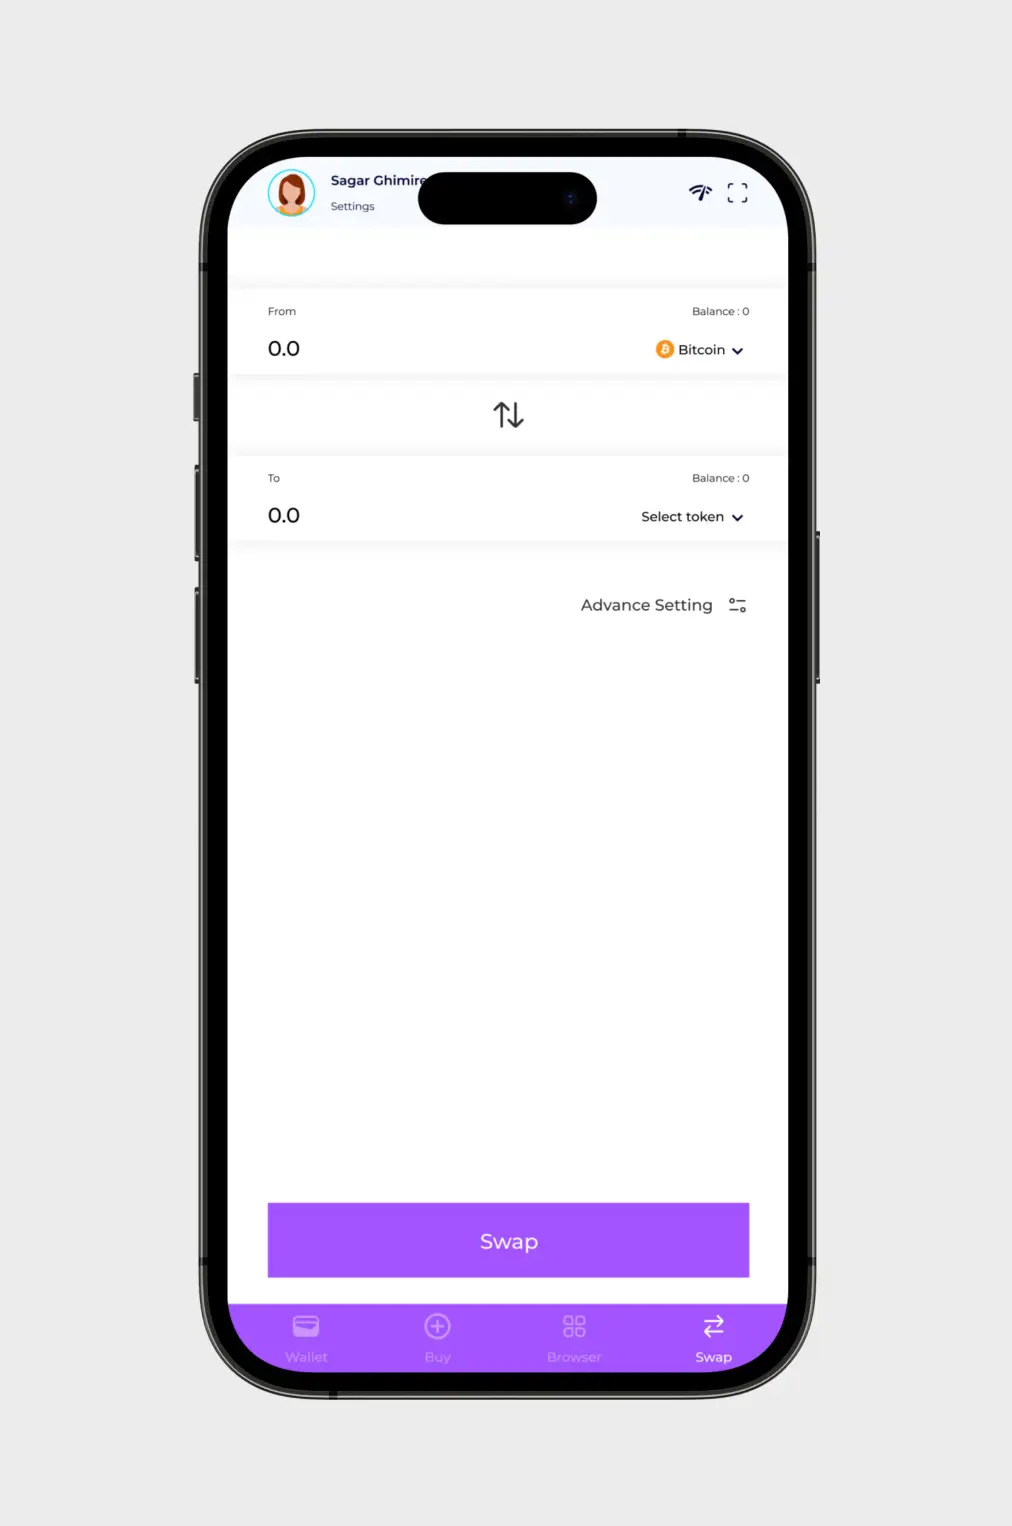 Sagar Ghimire
Settings
From
Balance : 0
0.0
Bitcoin
To
Balance : 0
0.0
Select token
Advance Setting
Swap
Wallet
Buy
Browser
Swap